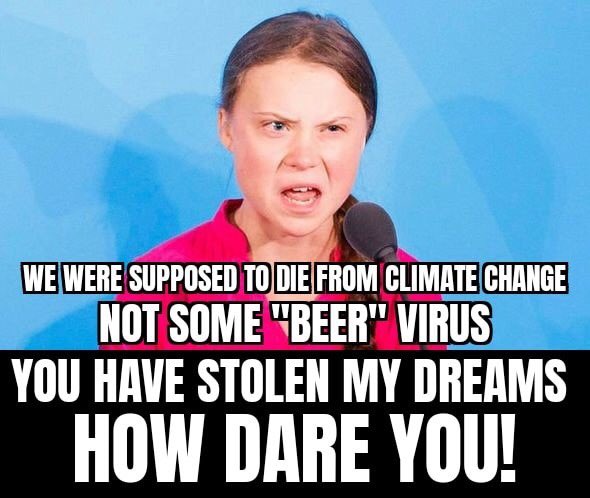 WE WERE SUPPOSED TO DIE FROM CLIMATE CHANGE
NOT SOME "BEER" VIRUS
YOU HAVE STOLEN MY DREAMS
HOW DARE YOU!